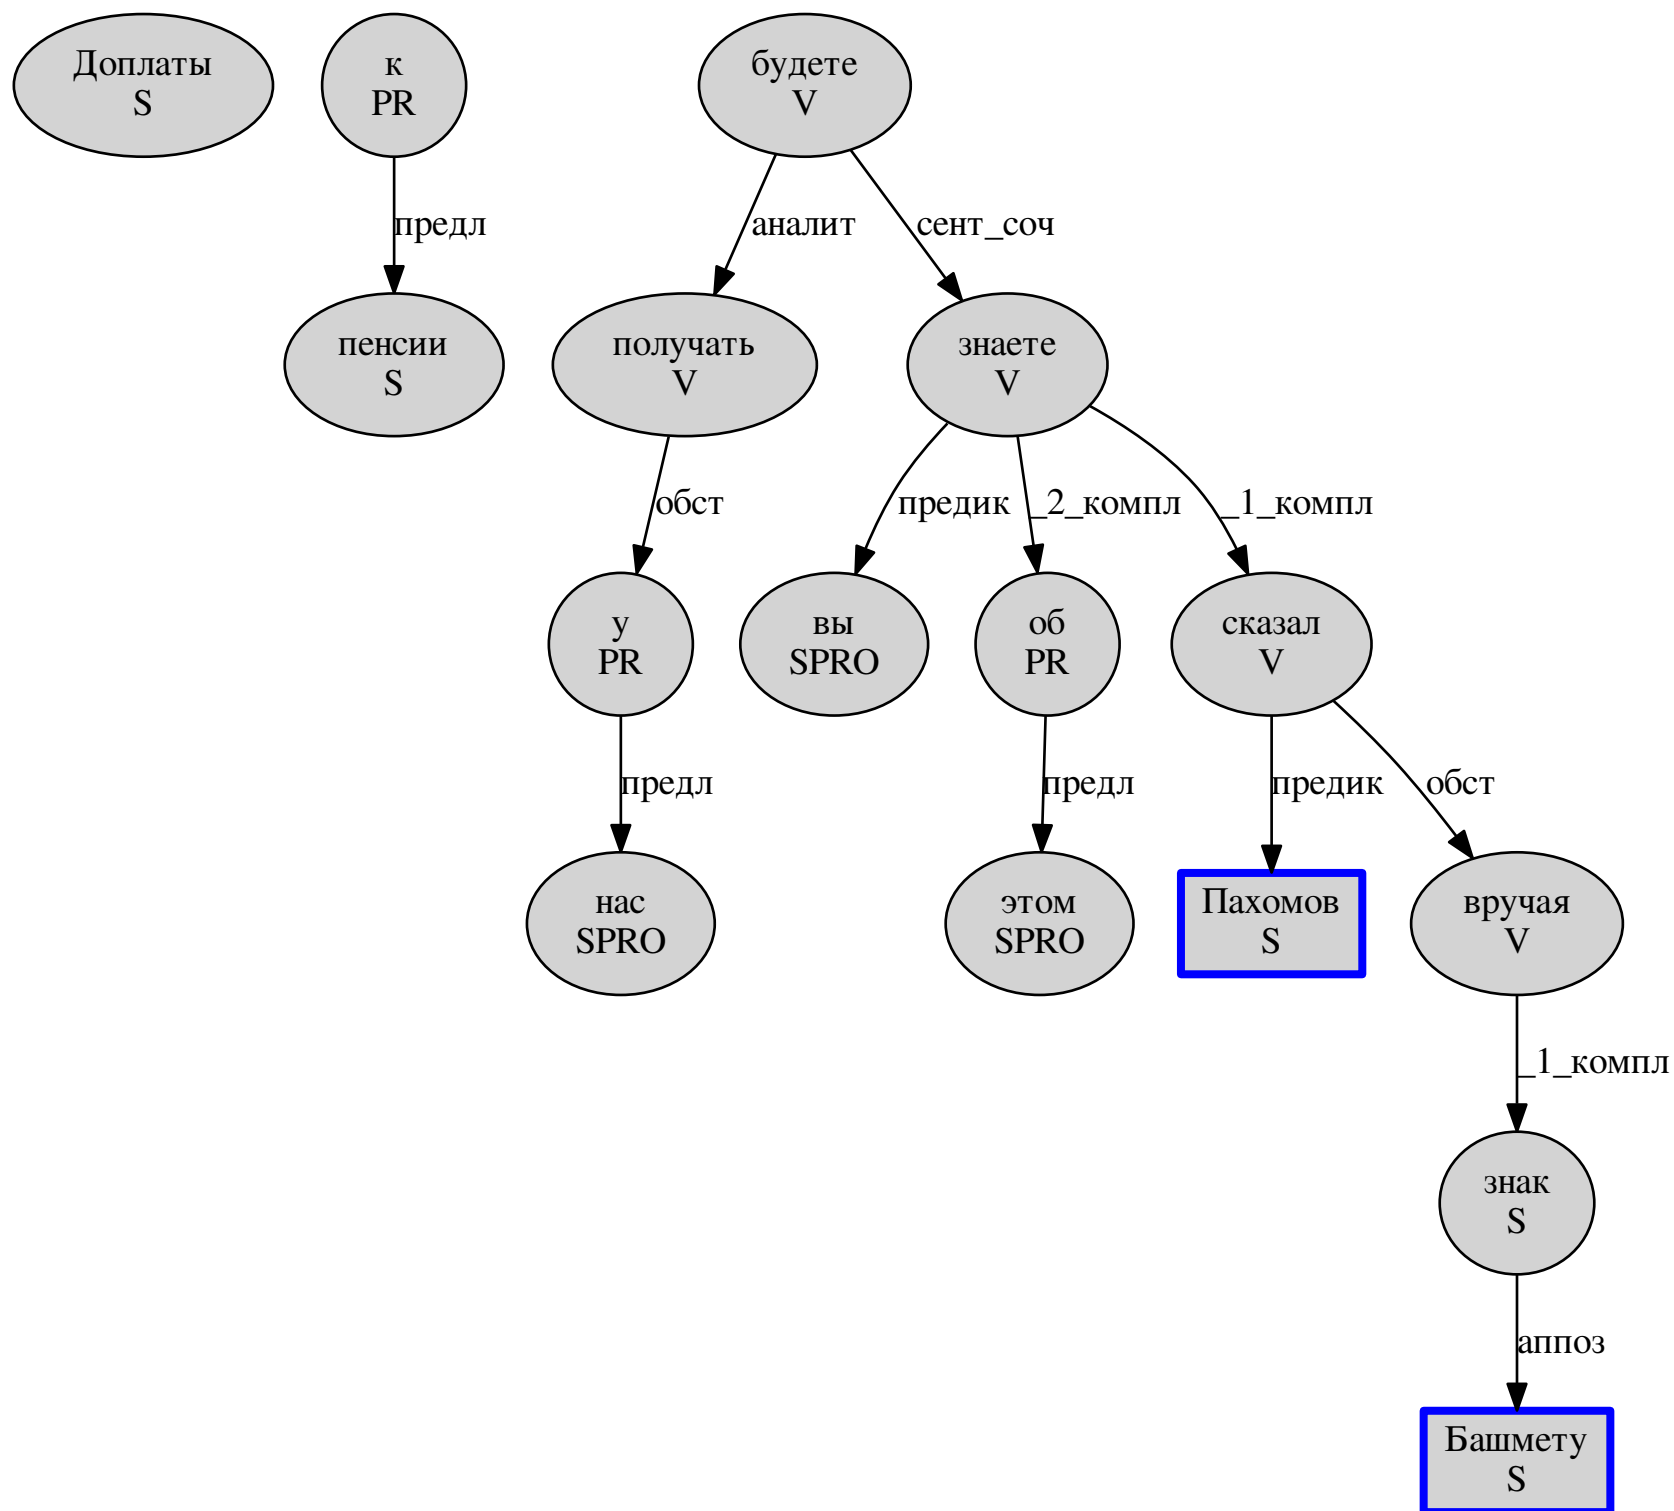 Доплаты
S
к
PR
будете
V
предл
аналит
сент_соч
пенсии
S
получать
V
знаете
V
обст
предик
_2_компл
_1_компл
у
PR
вы
SPRO
об
PR
сказал
V
предл
предл
предик
обст
нас
SPRO
этом
SPRO
Пахомов
S
вручая
V
_1_компл
знак
S
аппоз
Башмету
S